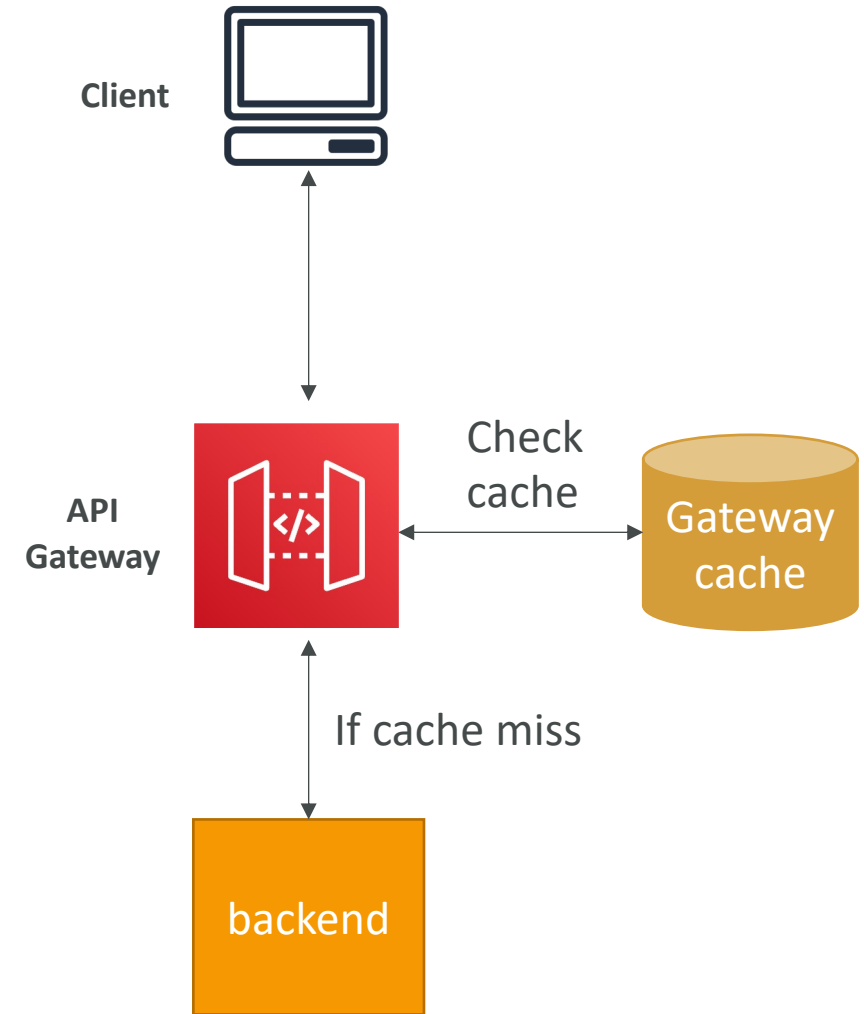 Client
API
Gateway
</>
Check
cache
Gateway
cache
If cache miss
backend